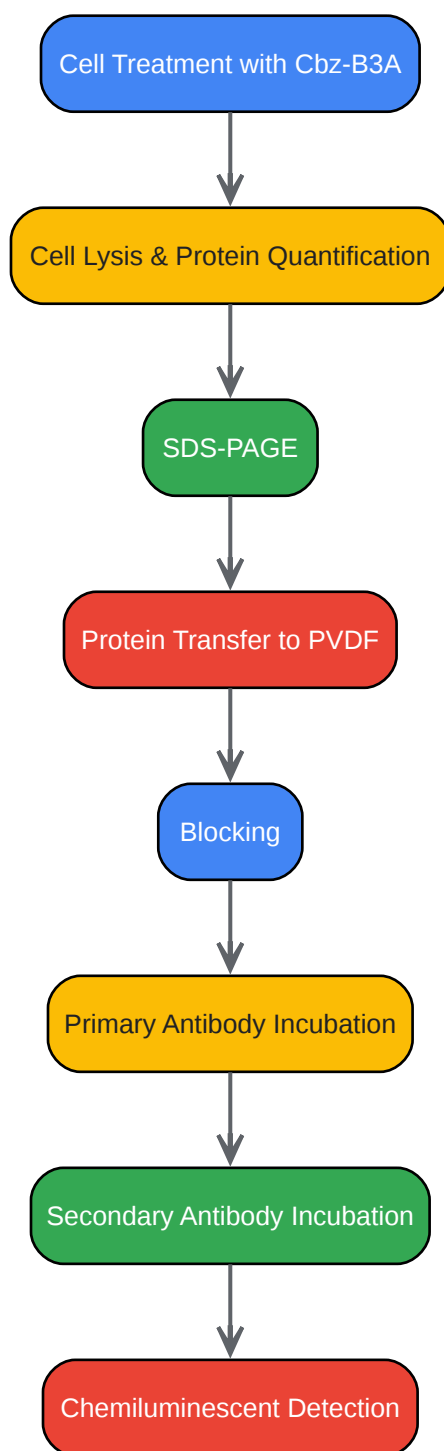 Cell Treatment with Cbz-B3A
Cell Lysis & Protein Quantification
SDS-PAGE
Protein Transfer to PVDF
Blocking
Primary Antibody Incubation
Secondary Antibody Incubation
Chemiluminescent Detection